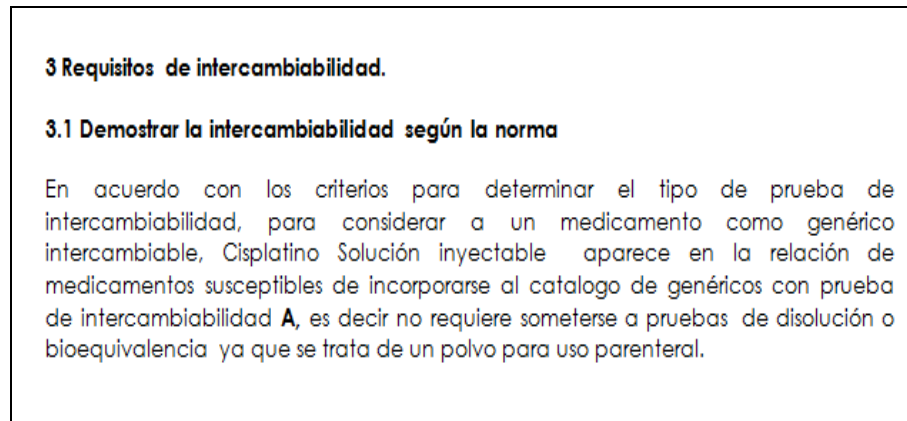 3 Requisitos de intercambiabilidad.
3.1 Demostrar la intercambiabilidad según la norma
En acuerdo con los criterios para determinar el tipo de prueba de
intercambiabilidad, para considerar a un medicamento como genérico
intercambiable, Cisplatino Solución inyectable aparece en la relación de
medicamentos susceptibles de incorporarse al catalogo de genéricos con prueba
de intercambiabilidad A, es decir no requiere someterse a pruebas de disolución o
bioequivalencia ya que se trata de un polvo para uso parenteral.